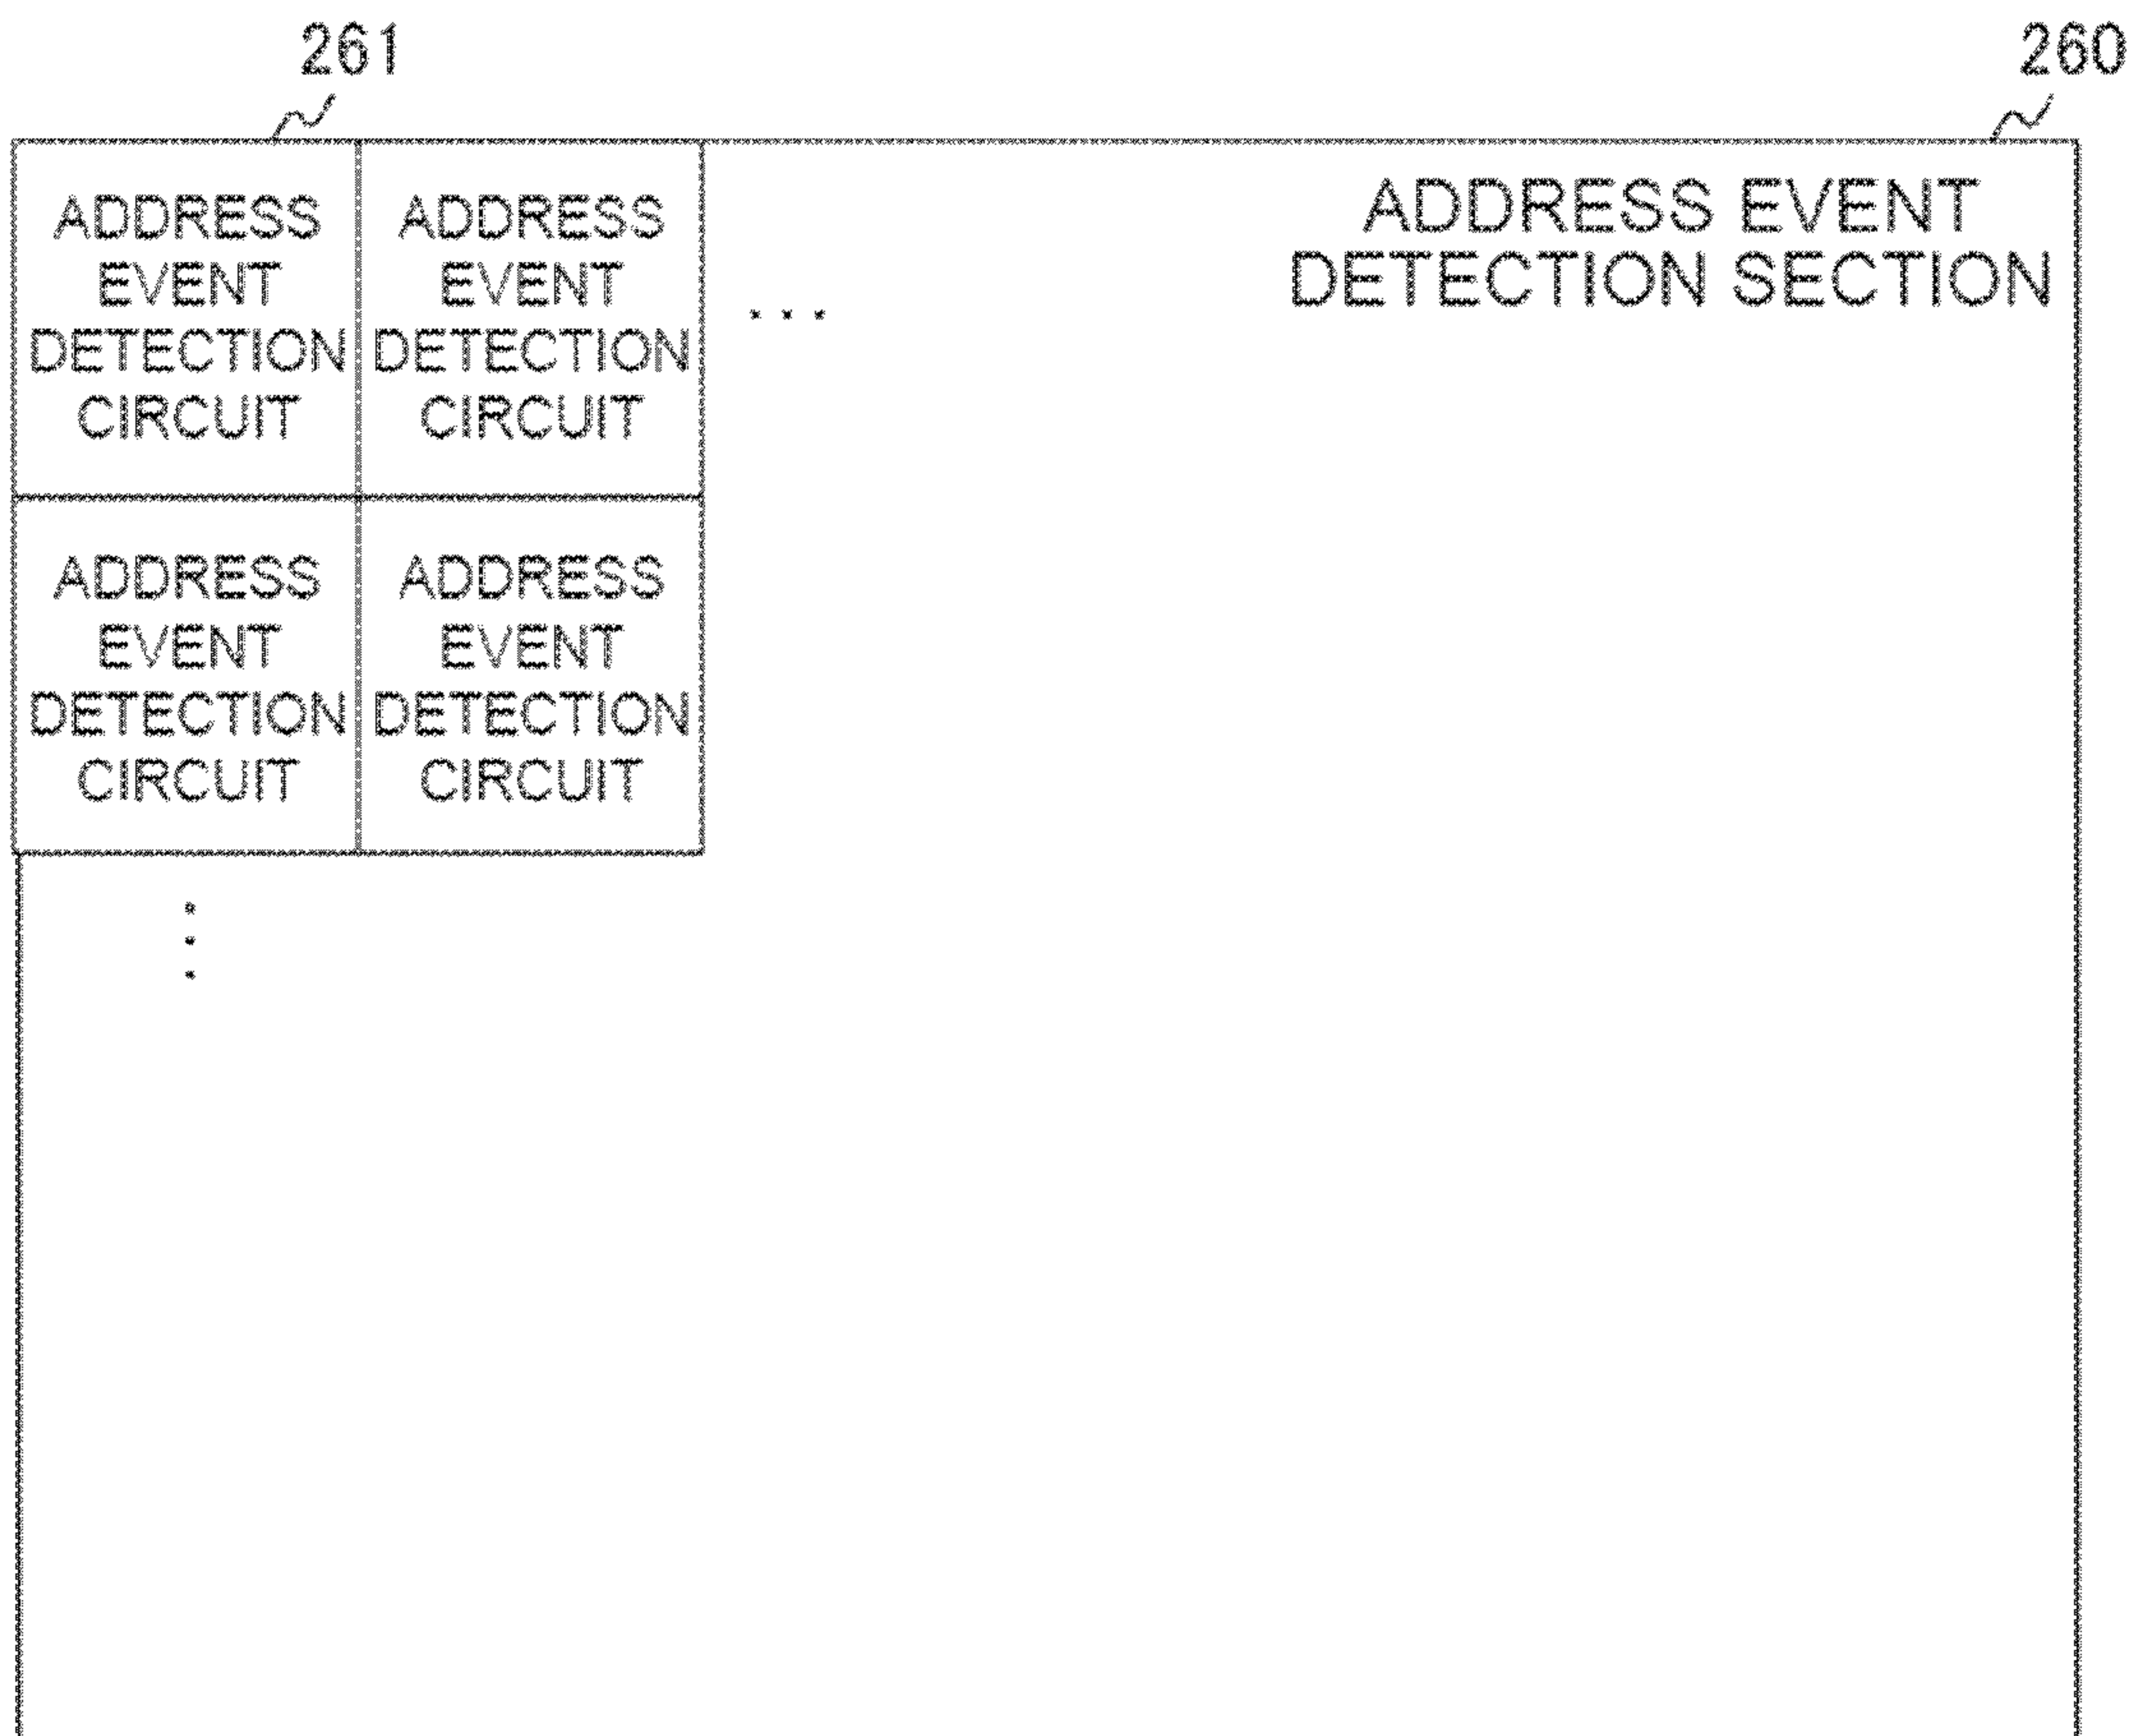 261
260
ADDRESS
EVENT
DETECTION
CIRCUIT
ADDRESS
EVENT
DETECTION
CIRCUIT
...
ADDRESS EVENT
DETECTION SECTION
ADDRESS
EVENT
DETECTION
CIRCUIT
ADDRESS
EVENT
DETECTION
CIRCUIT
...